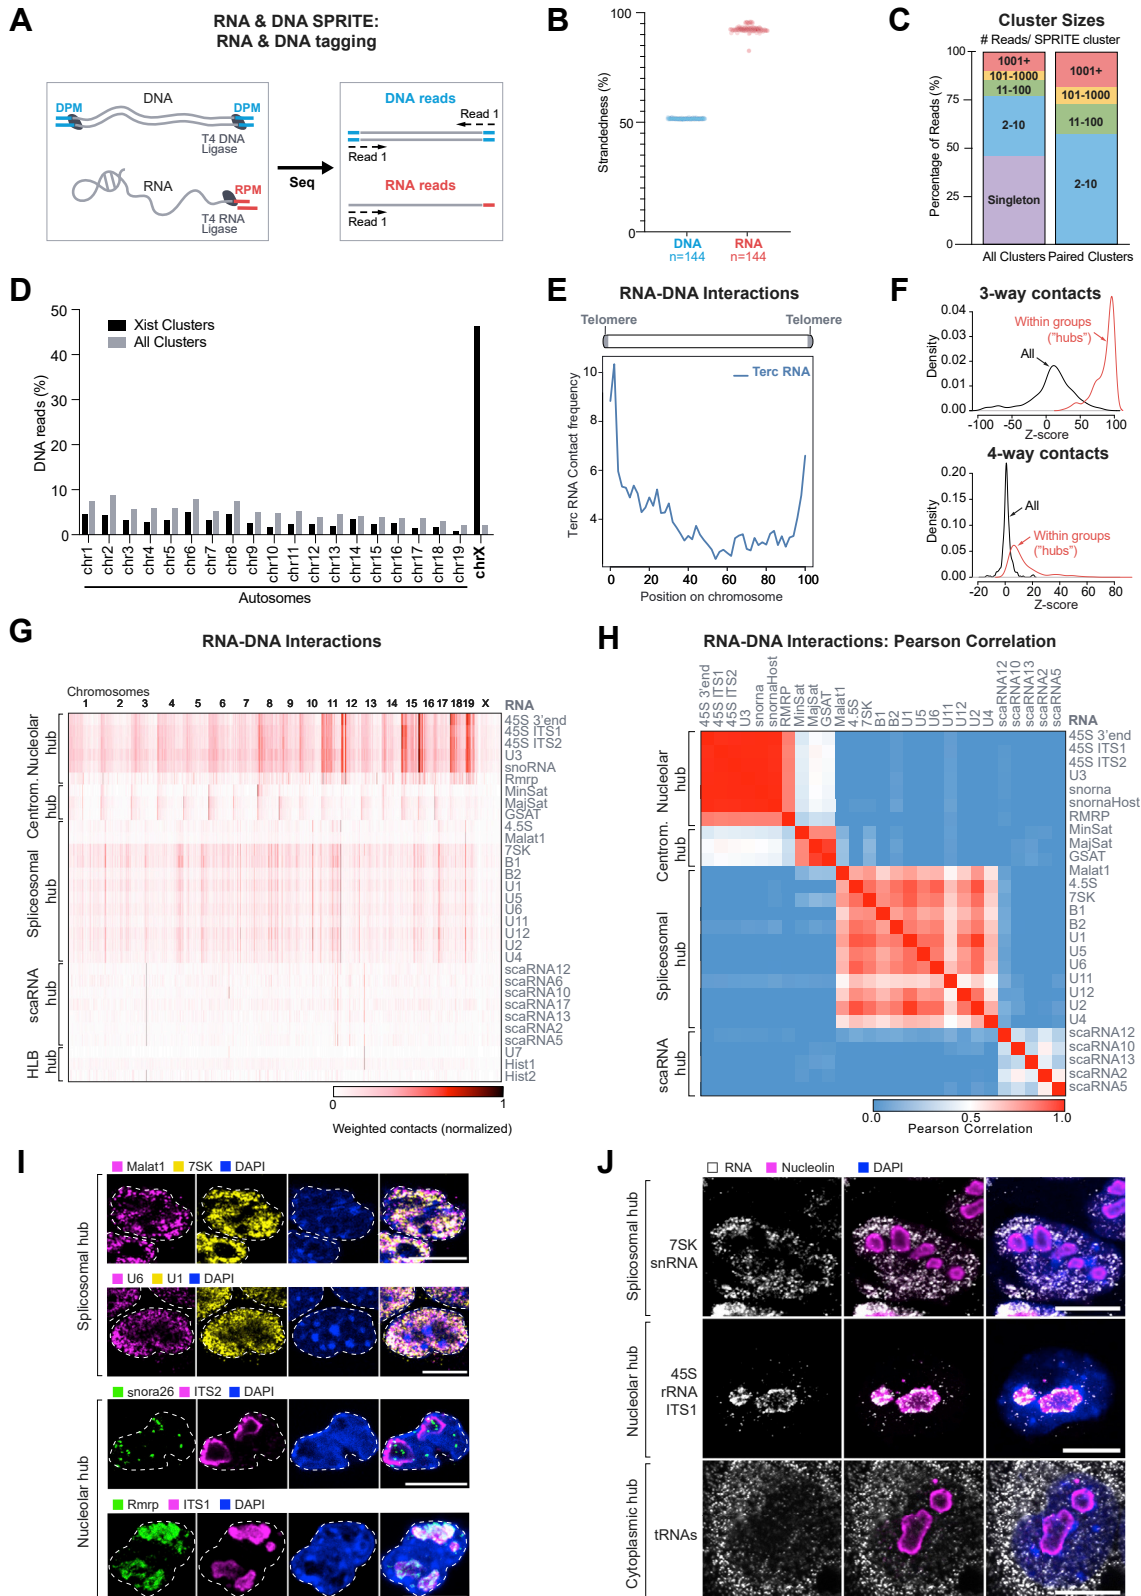 A
RNA & DNA SPRITE:
RNA & DNA tagging
DPM
DNA
DPM
T4 DNA
Ligase
RNA
RPM
T4 RNA
Ligase
Seq
DNA reads
Read 1
Read 1
RNA reads
Read 1
B
Strandedness (%)
100
50
0
DNA
n=144
RNA
n=144
C
Cluster Sizes
# Reads/ SPRITE cluster
Percentage of Reads (%)
100
75
50
25
0
1001+
101-1000
11-100
2-10
Singleton
1001+
101-1000
11-100
2-10
All Clusters
Paired Clusters
D
DNA reads (%)
50
40
30
20
10
0
Xist Clusters
All Clusters
chr1
chr2
chr3
chr4
chr5
chr6
chr7
chr8
chr9
chr10
chr11
chr12
chr13
chr14
chr15
chr16
chr17
chr18
chr19
chrX
Autosomes
E
RNA-DNA Interactions
Telomere
Telomere
Terc RNA
Terc RNA Contact frequency
10
8
6
4
0
20
40
60
80
100
Position on chromosome
F
3-way contacts
Density
0.04
0.03
0.02
0.01
0.00
Within groups
("hubs")
All
-100
-50
0
50
100
Z-score
4-way contacts
Density
0.20
0.15
0.10
0.05
0.00
All
Within groups
("hubs")
-20
0
20
40
60
80
Z-score
G
RNA-DNA Interactions
Chromosomes
1 2 3 4 5 6 7 8 9 10 11 12 13 14 15 16 17 18 19 X
RNA
Nucleolar
hub
45S 3'end
45S ITS1
45S ITS2
U3
snoRNA
Rmrp
Centrom.
hub
MinSat
MajSat
GSAT
Spliceosomal
hub
4.5S
Malat1
7SK
B1
B2
U1
U5
U6
U11
U12
U2
U4
scaRNA
hub
scaRNA12
scaRNA6
scaRNA10
scaRNA17
scaRNA13
scaRNA2
scaRNA5
HLB
hub
U7
Hist1
Hist2
0
1
Weighted contacts (normalized)
H
RNA-DNA Interactions: Pearson Correlation
45S 3'end
45S ITS1
45S ITS2
U3
snorna
snornaHost
RMRP
MinSat
MajSat
GSAT
Malat1
4.5S
7SK
B1
B2
U1
U5
U6
U11
U12
U2
U4
scaRNA12
scaRNA10
scaRNA13
scaRNA2
scaRNA5
RNA
Nucleolar
hub
45S 3'end
45S ITS1
45S ITS2
U3
snorna
snornaHost
RMRP
Centrom.
hub
MinSat
MajSat
GSAT
Spliceosomal
hub
Malat1
4.5S
7SK
B1
B2
U1
U5
U6
U11
U12
U2
U4
scaRNA
hub
scaRNA12
scaRNA10
scaRNA13
scaRNA2
scaRNA5
0.0
0.5
1.0
Pearson Correlation
I
Splicosomal hub
Malat1 7SK DAPI
U6 U1 DAPI
Nucleolar hub
snora26 ITS2 DAPI
Rmrp ITS1 DAPI
J
RNA Nucleolin DAPI
Splicosomal hub
7SK
snRNA
Nucleolar hub
45S
rRNA
ITS1
Cytoplasmic hub
tRNAs